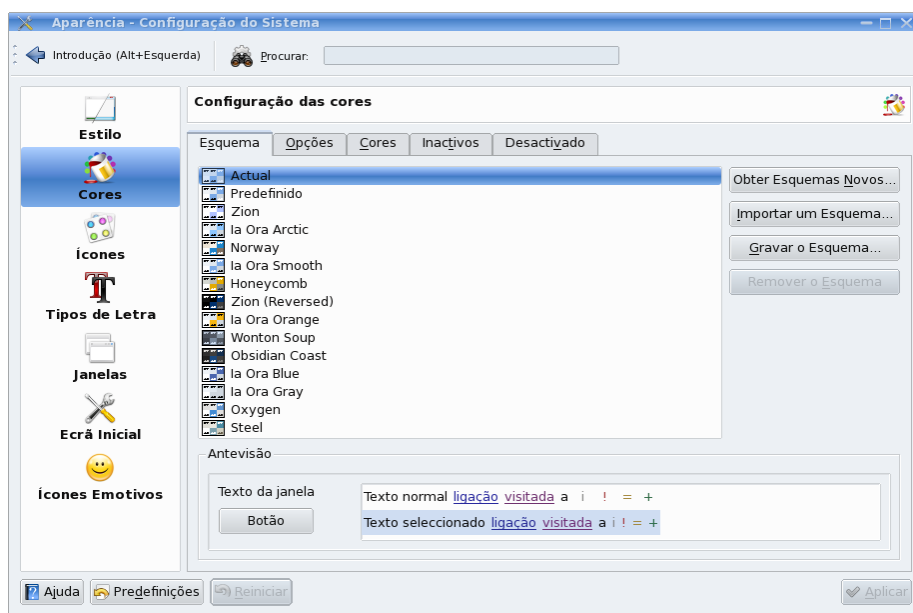 Aparência - Configuração do Sistema
Introdução (Alt+Esquerda)
Procurar:
Estilo
Cores
Ícones
Tipos de Letra
Janelas
Ecrã Inicial
Ícones Emotivos
Configuração das cores
Esquema Opções Cores Inactivos Desactivado
Actual
Predefinido
Zion
Ia Ora Arctic
Norway
Ia Ora Smooth
Honeycomb
Zion (Reversed)
Ia Ora Orange
Wonton Soup
Obsidian Coast
Ia Ora Blue
Ia Ora Gray
Oxygen
Steel
Obter Esquemas Novos...
Importar um Esquema...
Gravar o Esquema...
Remover o Esquema
Antevisão
Texto da janela
Botão
Texto normal ligação visitada a i ! = +
Texto seleccionado ligação visitada a i ! = +
Ajuda Predefinições Reiniciar Aplicar